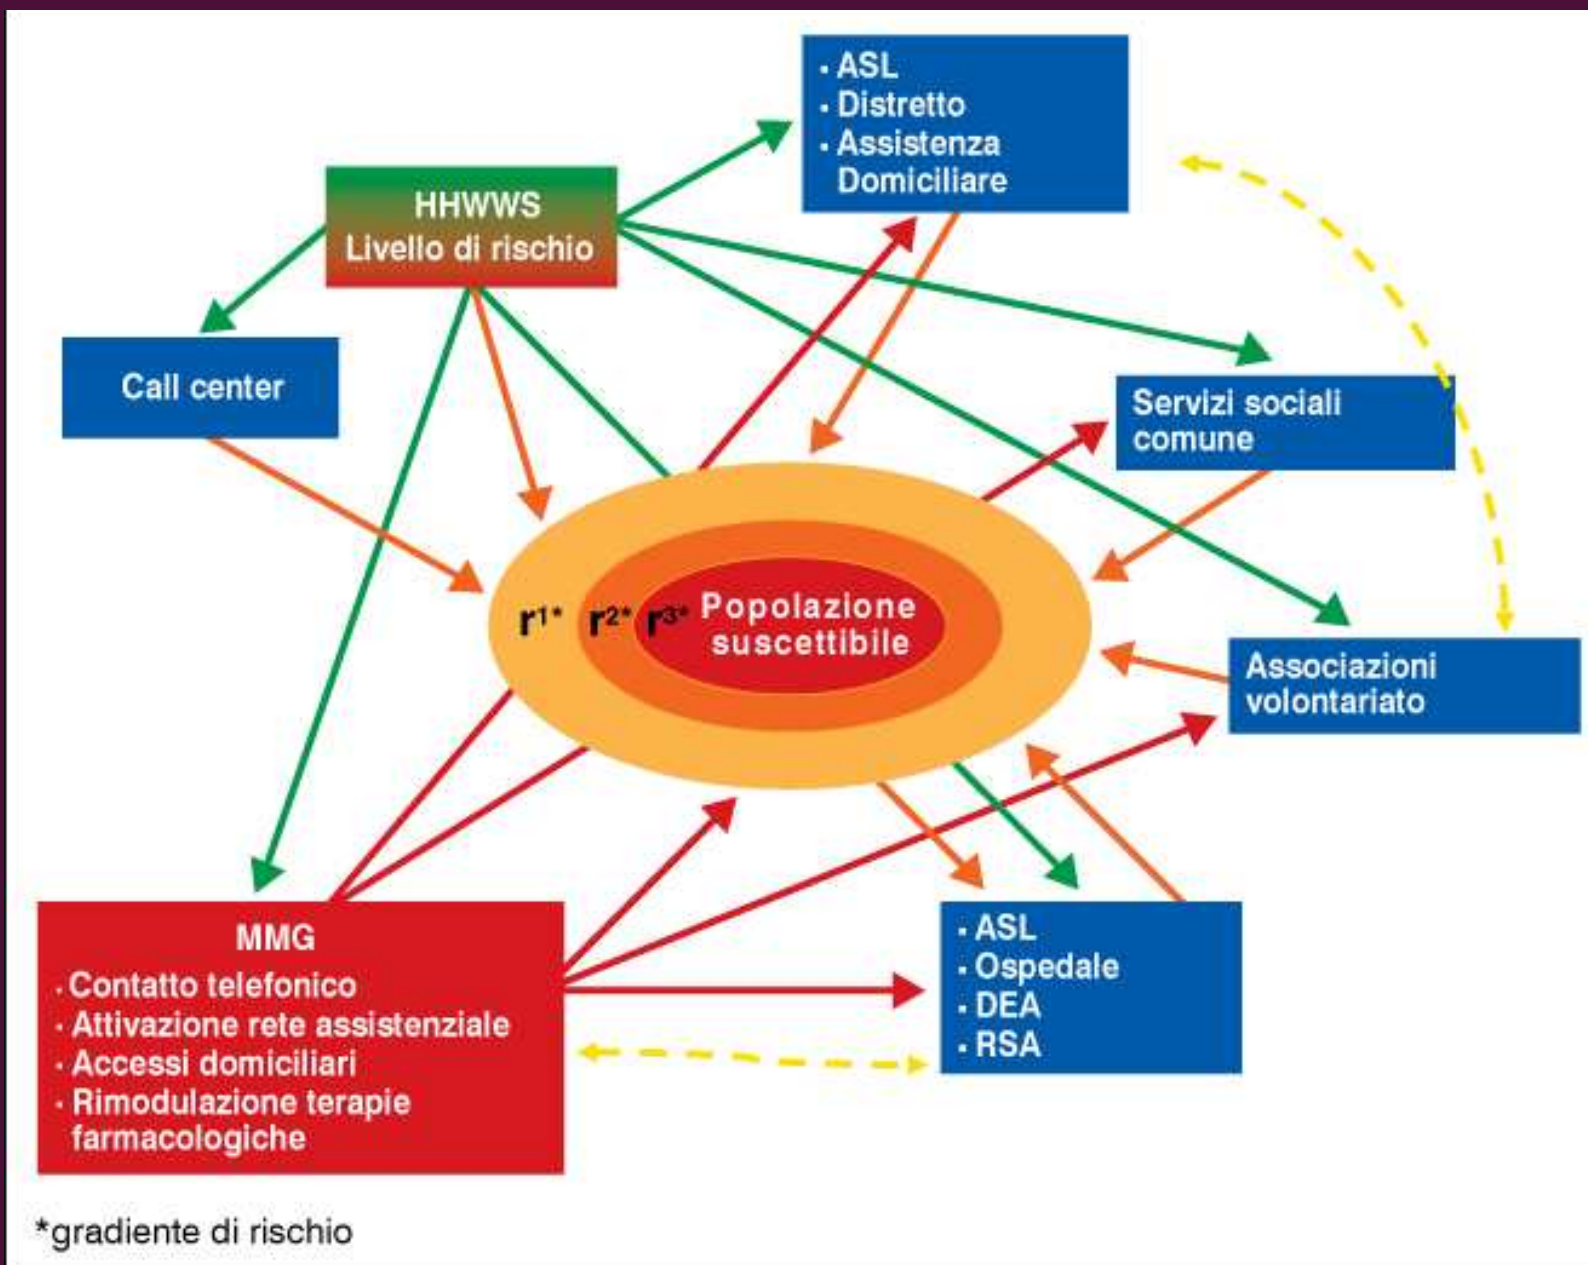 · ASL
· Distretto
· Assistenza
Domiciliare
HHWWS
Livello di rischio
Call center
Servizi sociali
comune
r1* r2* r3* Popolazione
suscettibile
Associazioni
volontariato
MMG
· Contatto telefonico
· Attivazione rete assistenziale
· Accessi domiciliari
· Rimodulazione terapie
farmacologiche
· ASL
· Ospedale
· DEA
· RSA
*gradiente di rischio